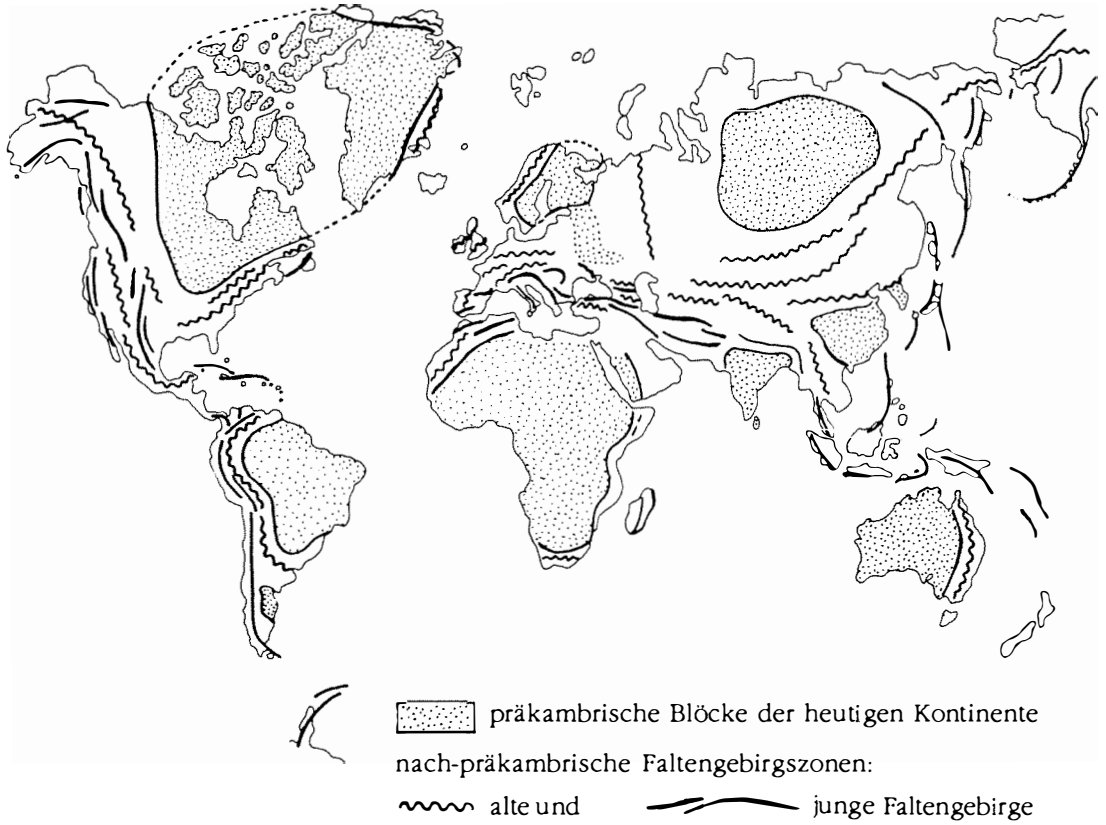 präkambrische Blöcke der heutigen Kontinente
nach-präkambrische Faltengebirgszonen:
alte und junge Faltengebirge